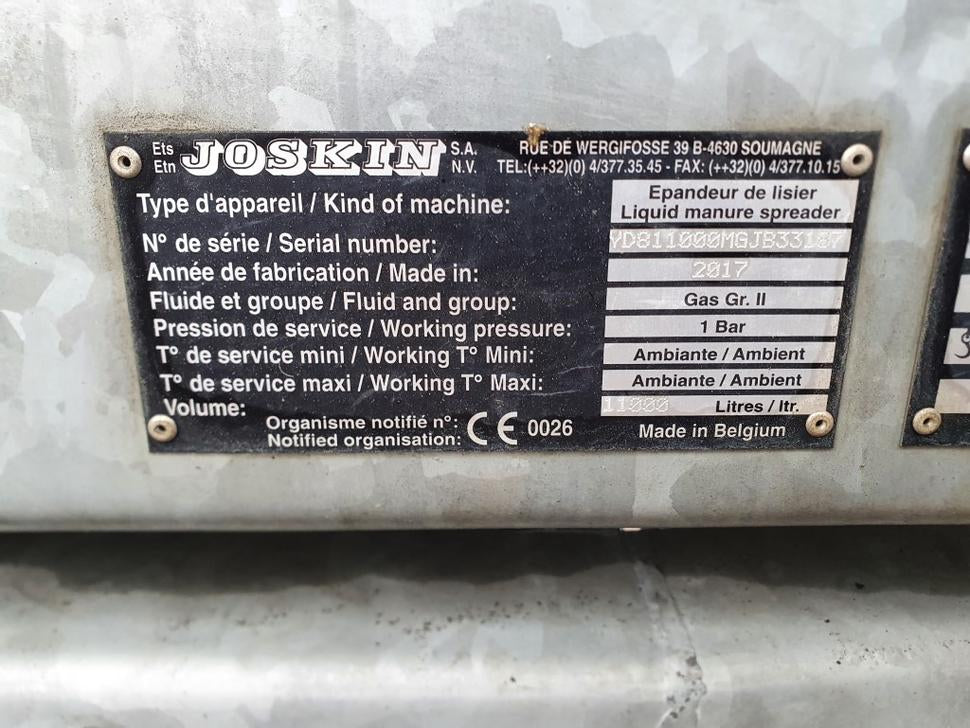 Ets Etn JOSKIN S.A. N.V.
RUE DE WERGIFOSSE 39 B-4630 SOUMAGNE
TEL:(++32)(0) 4/377.35.45 - FAX: (++32)(0) 4/377.10.15
Type d'appareil / Kind of machine: Epandeur de lisier
Liquid manure spreader
N° de série / Serial number: YD811000MGJB33187
Année de fabrication / Made in: 2017
Fluide et groupe / Fluid and group: Gas Gr. II
Pression de service / Working pressure: 1 Bar
T° de service mini / Working T° Mini: Ambiante / Ambient
T° de service maxi / Working T° Maxi: Ambiante / Ambient
Volume: 11000 Litres / ltr.
Organisme notifié n°:
Notified organisation: CE 0026
Made in Belgium